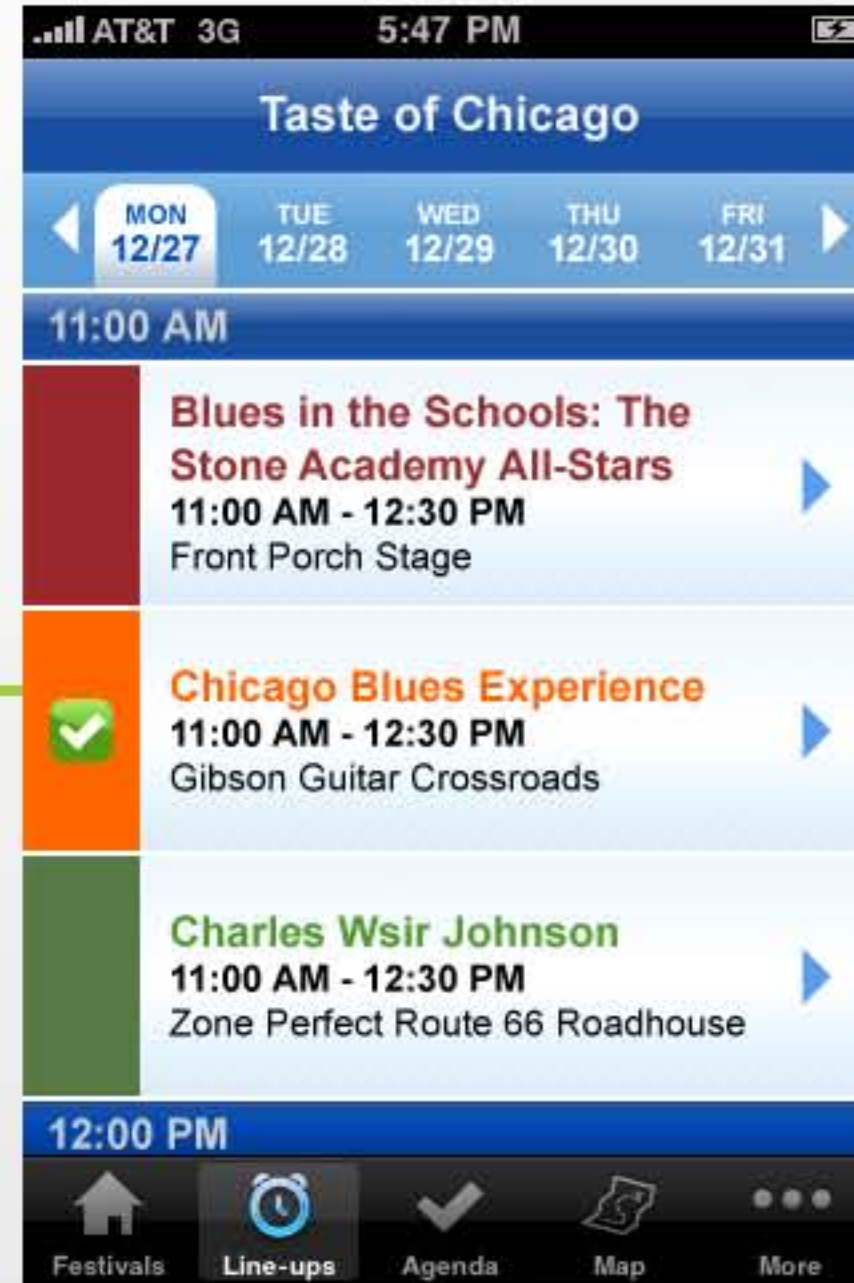 AT&T 3G 5:47 PM
Taste of Chicago
MON TUE WED THU FRI
12/27 12/28 12/29 12/30 12/31
11:00 AM
Blues in the Schools: The
Stone Academy All-Stars
11:00 AM - 12:30 PM
Front Porch Stage
Chicago Blues Experience
11:00 AM - 12:30 PM
Gibson Guitar Crossroads
Charles Wsir Johnson
11:00 AM - 12:30 PM
Zone Perfect Route 66 Roadhouse
12:00 PM
Festivals Line-ups Agenda Map More